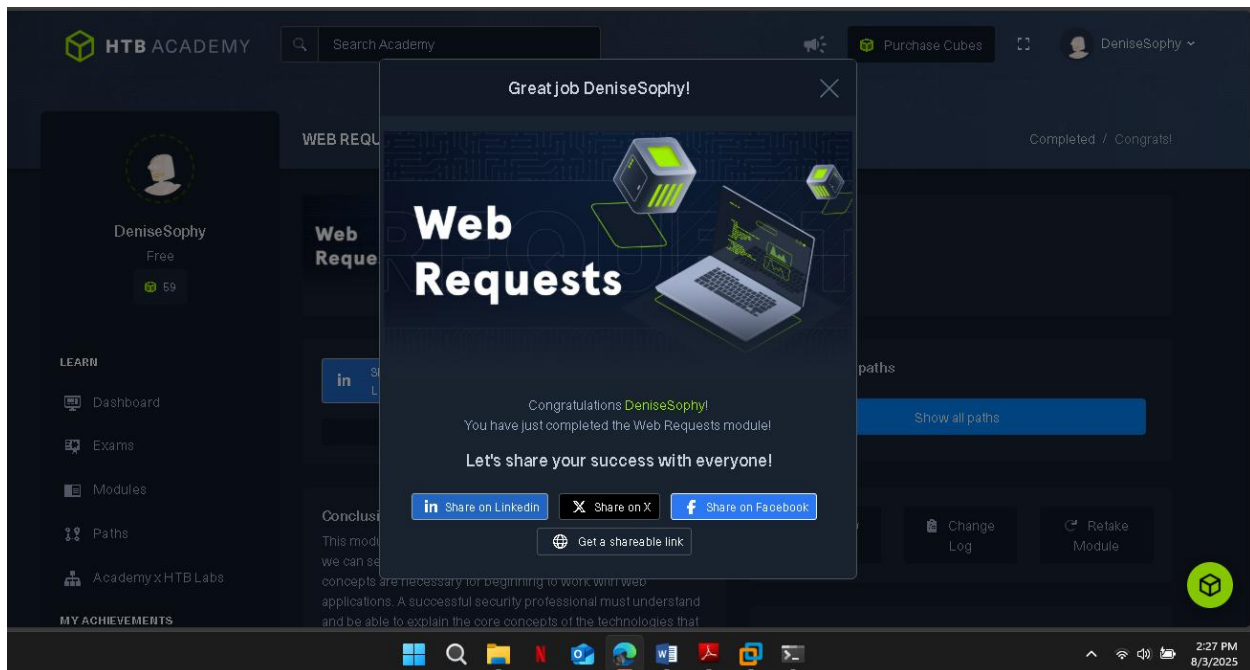 HTB ACADEMY
Search Academy
Purchase Cubes
DeniseSophy
Great job DeniseSophy!
WEB REQU
Completed / Congrats!
DeniseSophy
Free
59
Web
Reque
Web
Requests
LEARN
Dashboard
Exams
Modules
Paths
Academy x HTB Labs
MY ACHIEVEMENTS
in
paths
Show all paths
Congratulations DeniseSophy!
You have just completed the Web Requests module!
Let's share your success with everyone!
in Share on Linkedin
X Share on X
f Share on Facebook
Get a shareable link
Change
Log
Retake
Module
Conclusi
This modu
we can se
concepts are necessary for beginning to work with web
applications. A successful security professional must understand
and be able to explain the core concepts of the technologies that
2:27 PM
8/3/2025